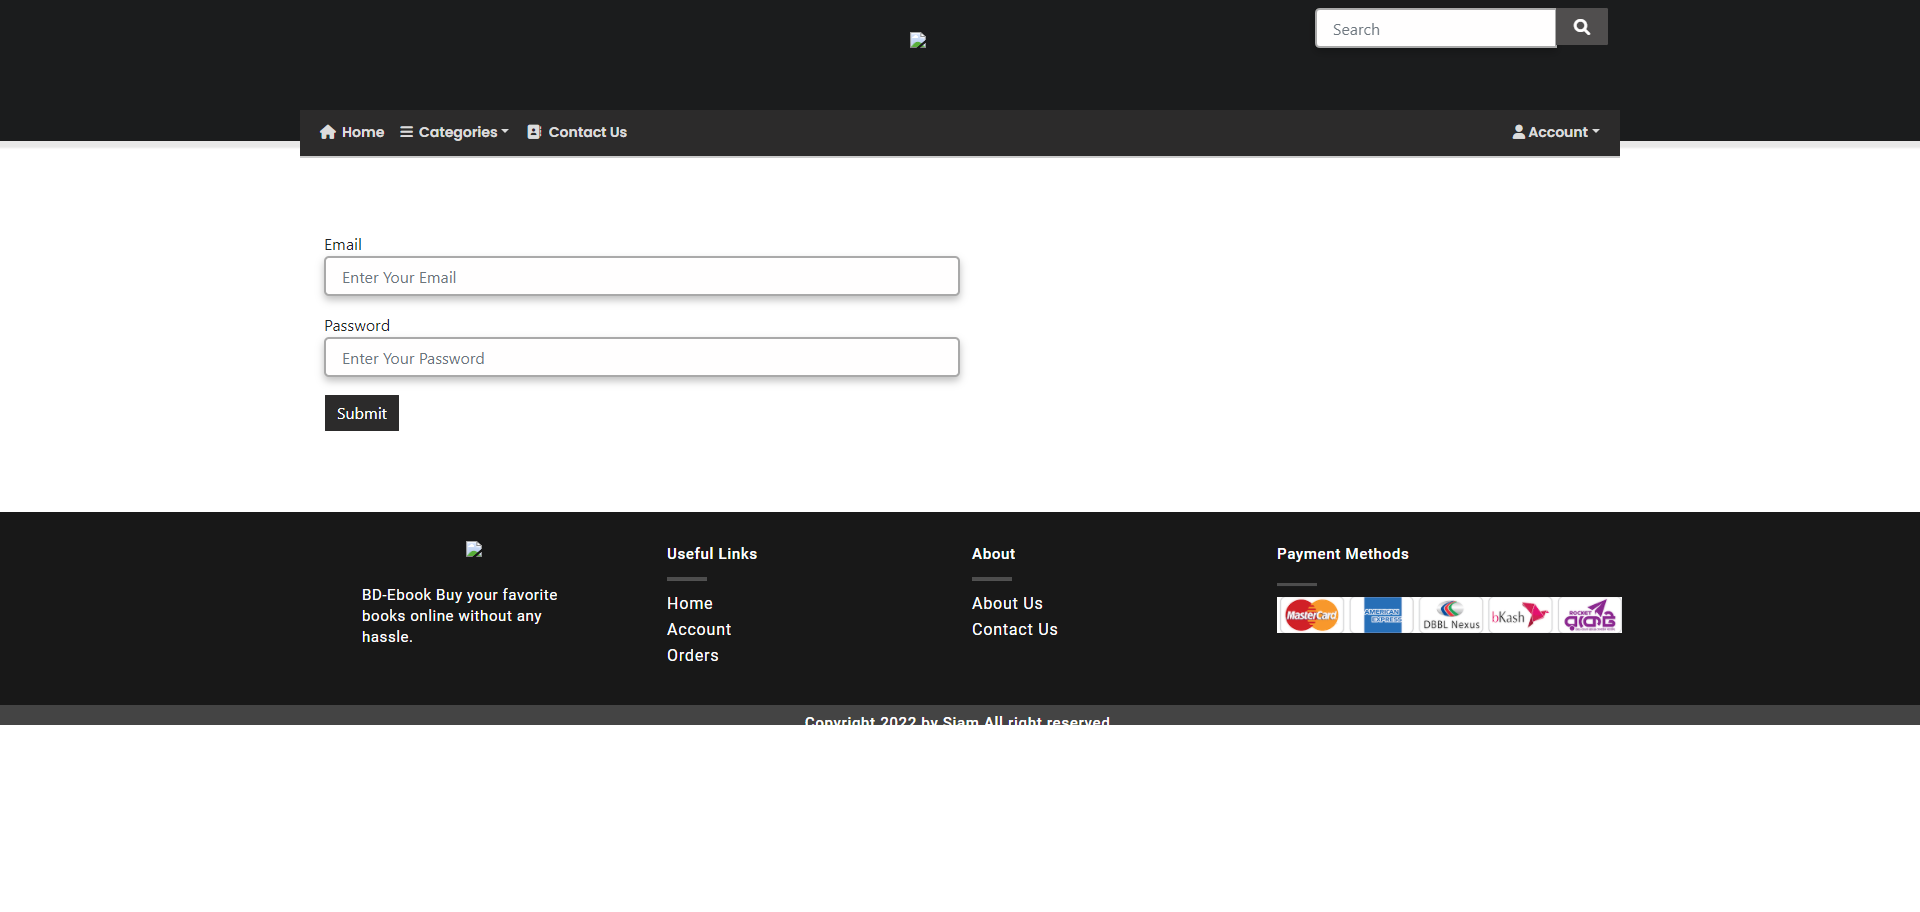 Search
Home
Categories
Contact Us
Account
Email
Enter Your Email
Password
Enter Your Password
Submit
BD-Ebook Buy your favorite
books online without any
hassle.
Useful Links
Home
Account
Orders
About
About Us
Contact Us
Payment Methods
MasterCard
AMERICAN
EXPRESS
DBBL Nexus
bKash
ROCKET
Copyright 2022 by Siam All right reserved